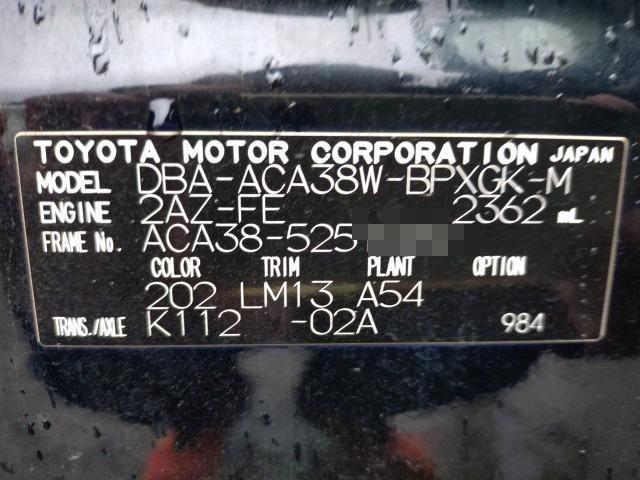 TOYOTA MOTOR CORPORATION JAPAN
MODEL DBA-ACA38W-BPXGK-M
ENGINE 2AZ-FE 2362 mL
FRAME No. ACA38-525
COLOR TRIM PLANT OPTION
202 LM13 A54
TRANS./AXLE K112 -02A 984